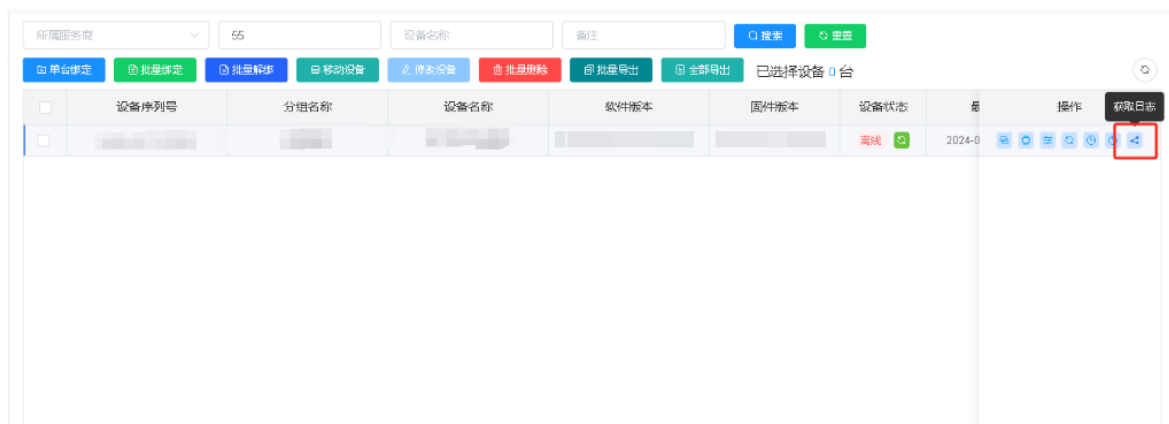 所属服务商 55 设备名称 备注 搜索 重置
单台绑定 批量绑定 批量解绑 移动设备 修改设备 批量删除 批量导出 全部导出 已选择设备 0 台
获取日志
设备序列号 分组名称 设备名称 软件版本 固件版本 设备状态 最 操作
离线 2024-0